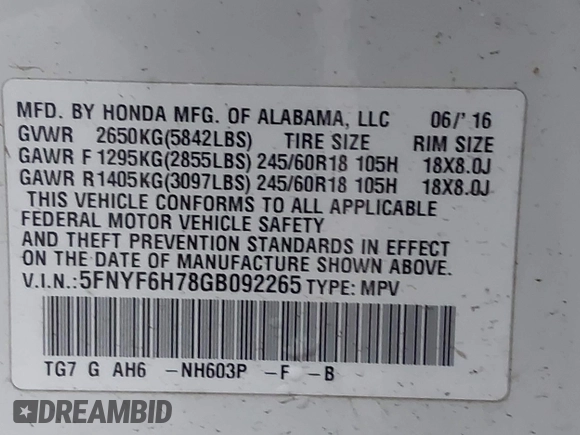 MFD. BY HONDA MFG. OF ALABAMA, LLC 06/'16
GVWR 2650KG(5842LBS) TIRE SIZE RIM SIZE
GAWR F 1295KG(2855LBS) 245/60R18 105H 18X8.0J
GAWR R1405KG(3097LBS) 245/60R18 105H 18X8.0J
THIS VEHICLE CONFORMS TO ALL APPLICABLE
FEDERAL MOTOR VEHICLE SAFETY
AND THEFT PREVENTION STANDARDS IN EFFECT
ON THE DATE OF MANUFACTURE SHOWN ABOVE.
V.I.N.:5FNYF6H78GB092265 TYPE: MPV
TG7 G AH6 -NH603P -F -B
DREAMBID